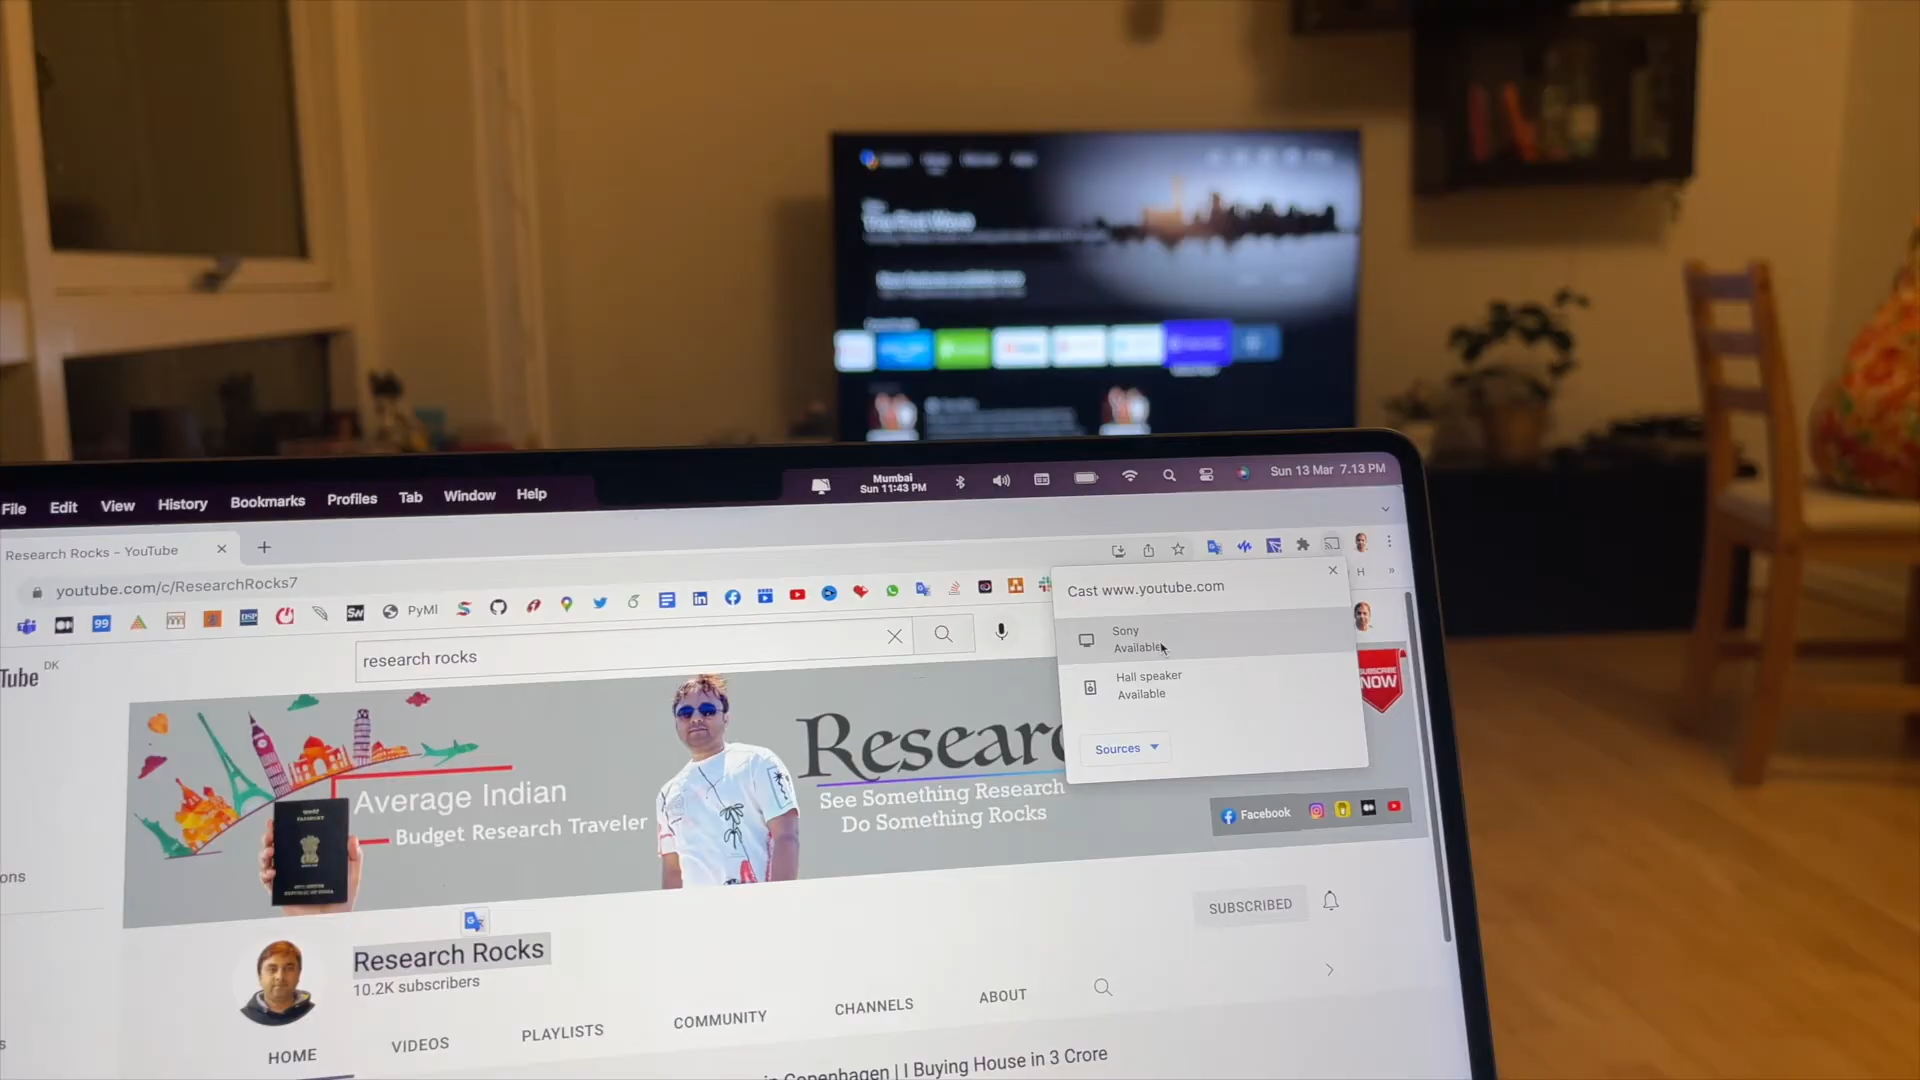 File Edit View History Bookmarks Profiles Tab Window Help
Mumbai
Sun 11:43 PM
Sun 13 Mar 7.13 PM
Research Rocks - YouTube
youtube.com/c/ResearchRocks7
PyMI
Cast www.youtube.com
Sony
Available
Hall speaker
Available
Sources
Tube DK
research rocks
SUBSCRIBE
NOW
Average Indian
Budget Research Traveler
Researc
See Something Research
Do Something Rocks
Facebook
ons
SUBSCRIBED
Research Rocks
10.2K subscribers
HOME VIDEOS PLAYLISTS COMMUNITY CHANNELS ABOUT
in Copenhagen | I Buying House in 3 Crore